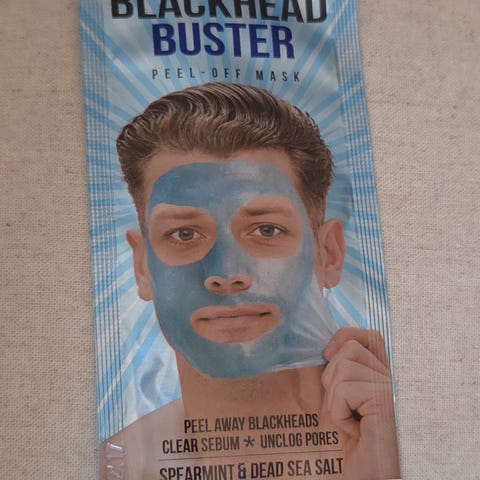 BLACKHEAD
BUSTER
PEEL-OFF MASK
PEEL AWAY BLACKHEADS
CLEAR SEBUM * UNCLOG PORES
SPEARMINT & DEAD SEA SALT